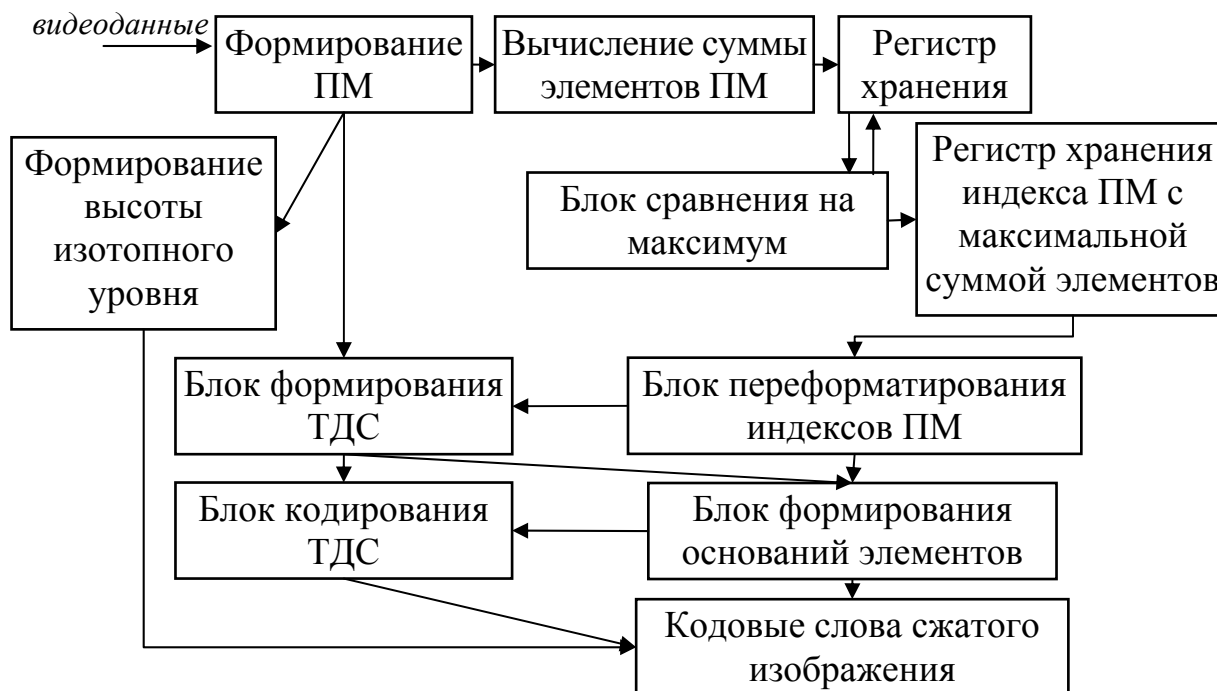 видеоданные
Формирование
ПМ
Вычисление суммы
элементов ПМ
Регистр
хранения
Формирование
высоты
изотопного
уровня
Блок сравнения на
максимум
Регистр хранения
индекса ПМ с
максимальной
суммой элементов
Блок формирования
ТДС
Блок переформатирования
индексов ПМ
Блок кодирования
ТДС
Блок формирования
оснований элементов
Кодовые слова сжатого
изображения